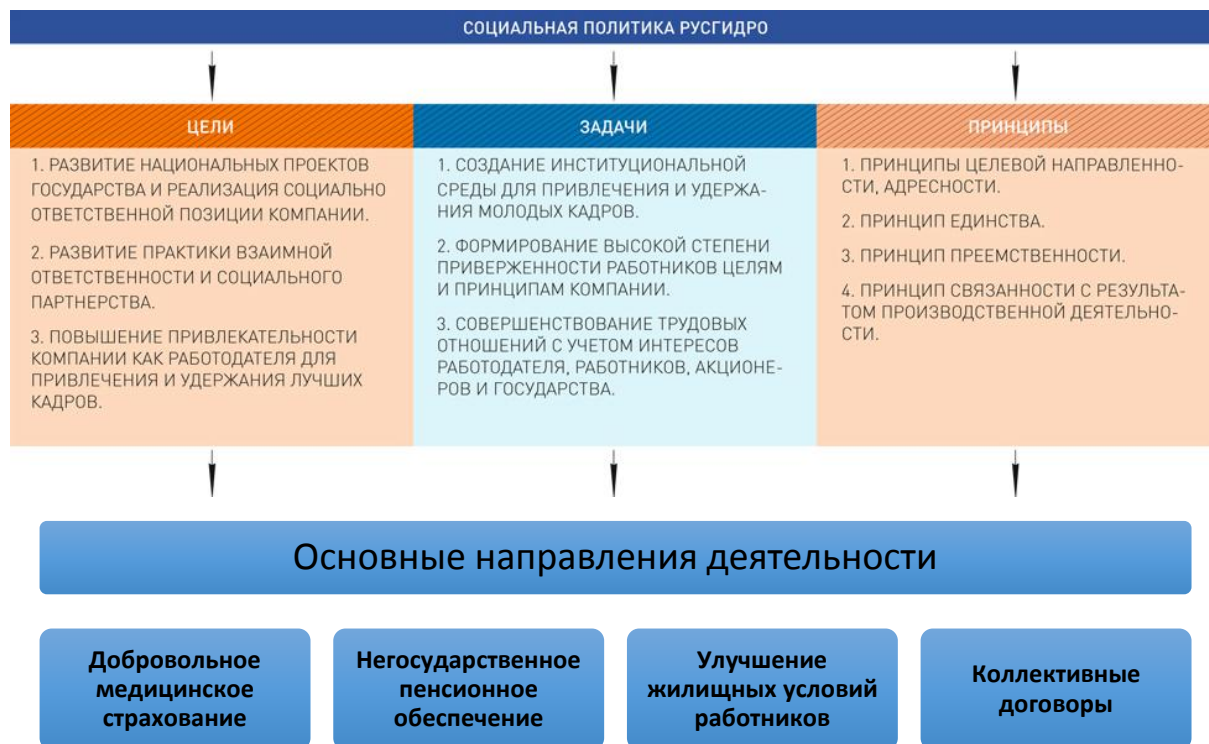 СОЦИАЛЬНАЯ ПОЛИТИКА РУСГИДРО
ЦЕЛИ
1. РАЗВИТИЕ НАЦИОНАЛЬНЫХ ПРОЕКТОВ
ГОСУДАРСТВА И РЕАЛИЗАЦИЯ СОЦИАЛЬНО
ОТВЕТСТВЕННОЙ ПОЗИЦИИ КОМПАНИИ.
2. РАЗВИТИЕ ПРАКТИКИ ВЗАИМНОЙ
ОТВЕТСТВЕННОСТИ И СОЦИАЛЬНОГО
ПАРТНЕРСТВА.
3. ПОВЫШЕНИЕ ПРИВЛЕКАТЕЛЬНОСТИ
КОМПАНИИ КАК РАБОТОДАТЕЛЯ ДЛЯ
ПРИВЛЕЧЕНИЯ И УДЕРЖАНИЯ ЛУЧШИХ
КАДРОВ.
ЗАДАЧИ
1. СОЗДАНИЕ ИНСТИТУЦИОНАЛЬНОЙ
СРЕДЫ ДЛЯ ПРИВЛЕЧЕНИЯ И УДЕРЖА-
НИЯ МОЛОДЫХ КАДРОВ.
2. ФОРМИРОВАНИЕ ВЫСОКОЙ СТЕПЕНИ
ПРИВЕРЖЕННОСТИ РАБОТНИКОВ ЦЕЛЯМ
И ПРИНЦИПАМ КОМПАНИИ.
3. СОВЕРШЕНСТВОВАНИЕ ТРУДОВЫХ
ОТНОШЕНИЙ С УЧЕТОМ ИНТЕРЕСОВ
РАБОТОДАТЕЛЯ, РАБОТНИКОВ, АКЦИОНЕ-
РОВ И ГОСУДАРСТВА.
ПРИНЦИПЫ
1. ПРИНЦИПЫ ЦЕЛЕВОЙ НАПРАВЛЕННО-
СТИ, АДРЕСНОСТИ.
2. ПРИНЦИП ЕДИНСТВА.
3. ПРИНЦИП ПРЕЕМСТВЕННОСТИ.
4. ПРИНЦИП СВЯЗАННОСТИ С РЕЗУЛЬТА-
ТОМ ПРОИЗВОДСТВЕННОЙ ДЕЯТЕЛЬНО-
СТИ.
Основные направления деятельности
Добровольное
медицинское
страхование
Негосударственное
пенсионное
обеспечение
Улучшение
жилищных условий
работников
Коллективные
договоры